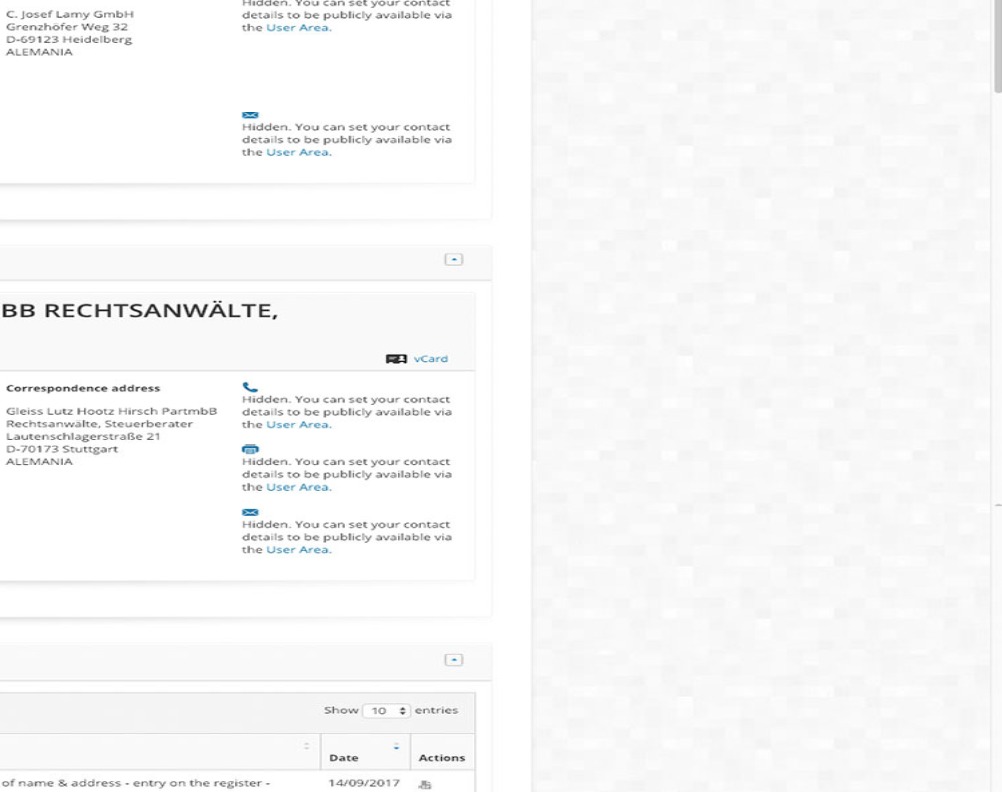 Hidden. You can set your contact
C. Josef Lamy GmbH
Grenzhöfer Weg 32
D-69123 Heidelberg
ALEMANIA
details to be publicly available via
the User Area.
Hidden. You can set your contact
details to be publicly available via
the User Area.
BB RECHTSANWÄLTE,
vCard
Correspondence address
Gleiss Lutz Hootz Hirsch PartmbB
Rechtsanwälte, Steuerberater
Lautenschlagerstraße 21
D-70173 Stuttgart
ALEMANIA
Hidden. You can set your contact
details to be publicly available via
the User Area.
Hidden. You can set your contact
details to be publicly available via
the User Area.
Hidden. You can set your contact
details to be publicly available via
the User Area.
Show 10 entries
Date
Actions
of name & address - entry on the register -
14/09/2017